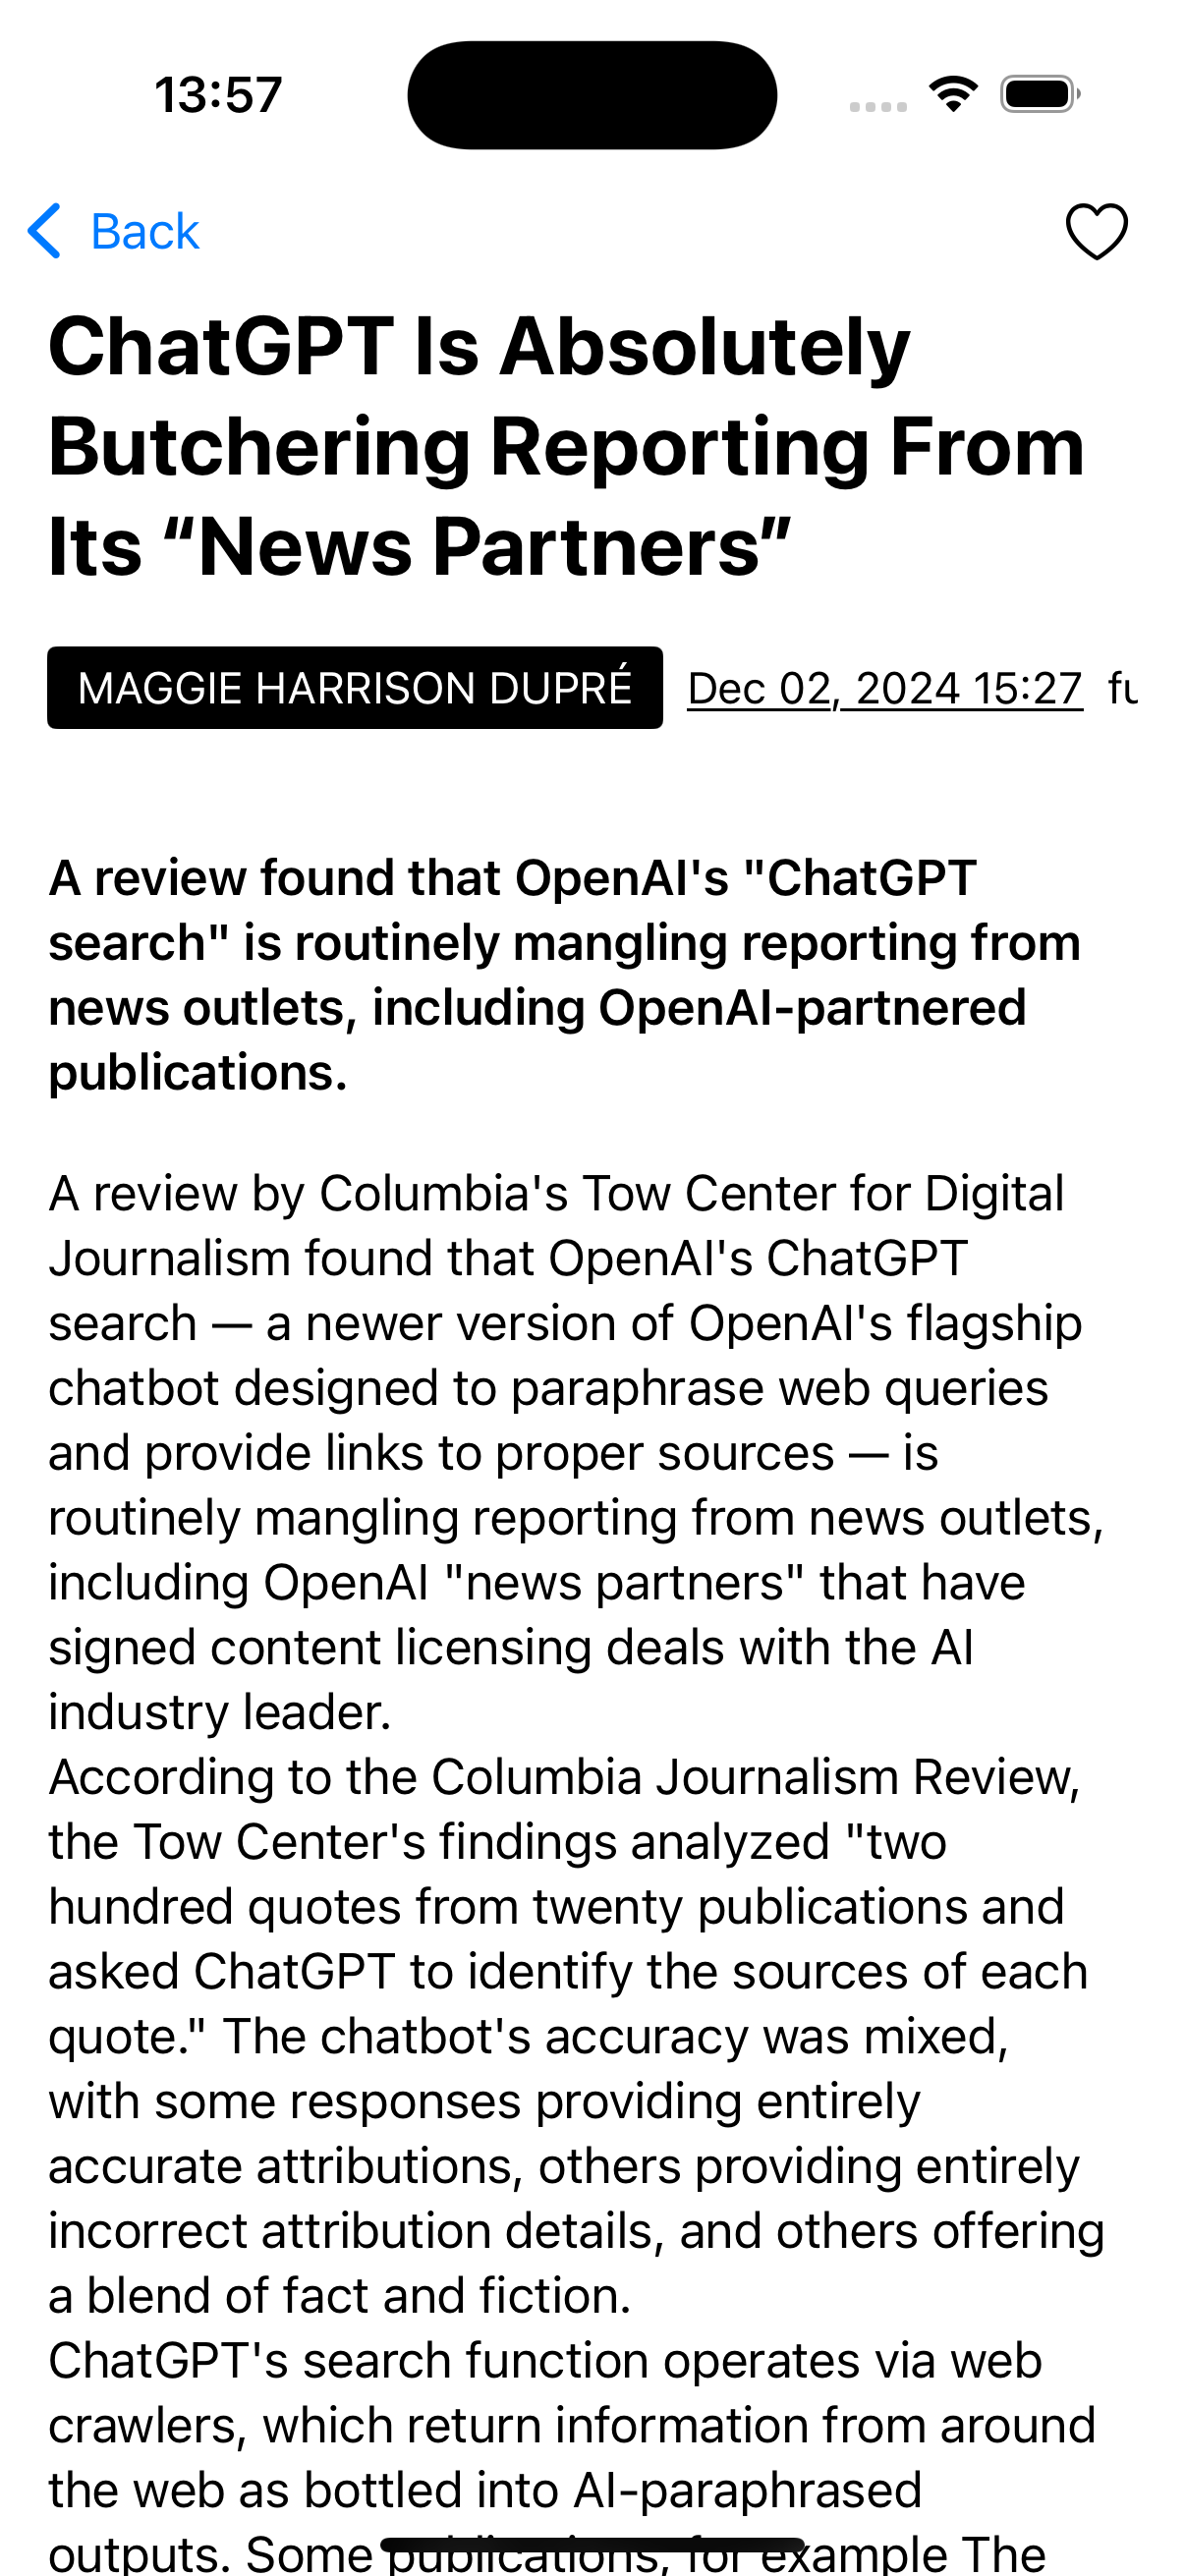 13:57
Back
ChatGPT Is Absolutely
Butchering Reporting From
Its “News Partners”
MAGGIE HARRISON DUPRÉ Dec 02, 2024 15:27 fu
A review found that OpenAI's "ChatGPT
search" is routinely mangling reporting from
news outlets, including OpenAI-partnered
publications.
A review by Columbia's Tow Center for Digital
Journalism found that OpenAI's ChatGPT
search — a newer version of OpenAI's flagship
chatbot designed to paraphrase web queries
and provide links to proper sources — is
routinely mangling reporting from news outlets,
including OpenAI "news partners" that have
signed content licensing deals with the AI
industry leader.
According to the Columbia Journalism Review,
the Tow Center's findings analyzed "two
hundred quotes from twenty publications and
asked ChatGPT to identify the sources of each
quote." The chatbot's accuracy was mixed,
with some responses providing entirely
accurate attributions, others providing entirely
incorrect attribution details, and others offering
a blend of fact and fiction.
ChatGPT's search function operates via web
crawlers, which return information from around
the web as bottled into AI-paraphrased
outputs. Some publications, for example The